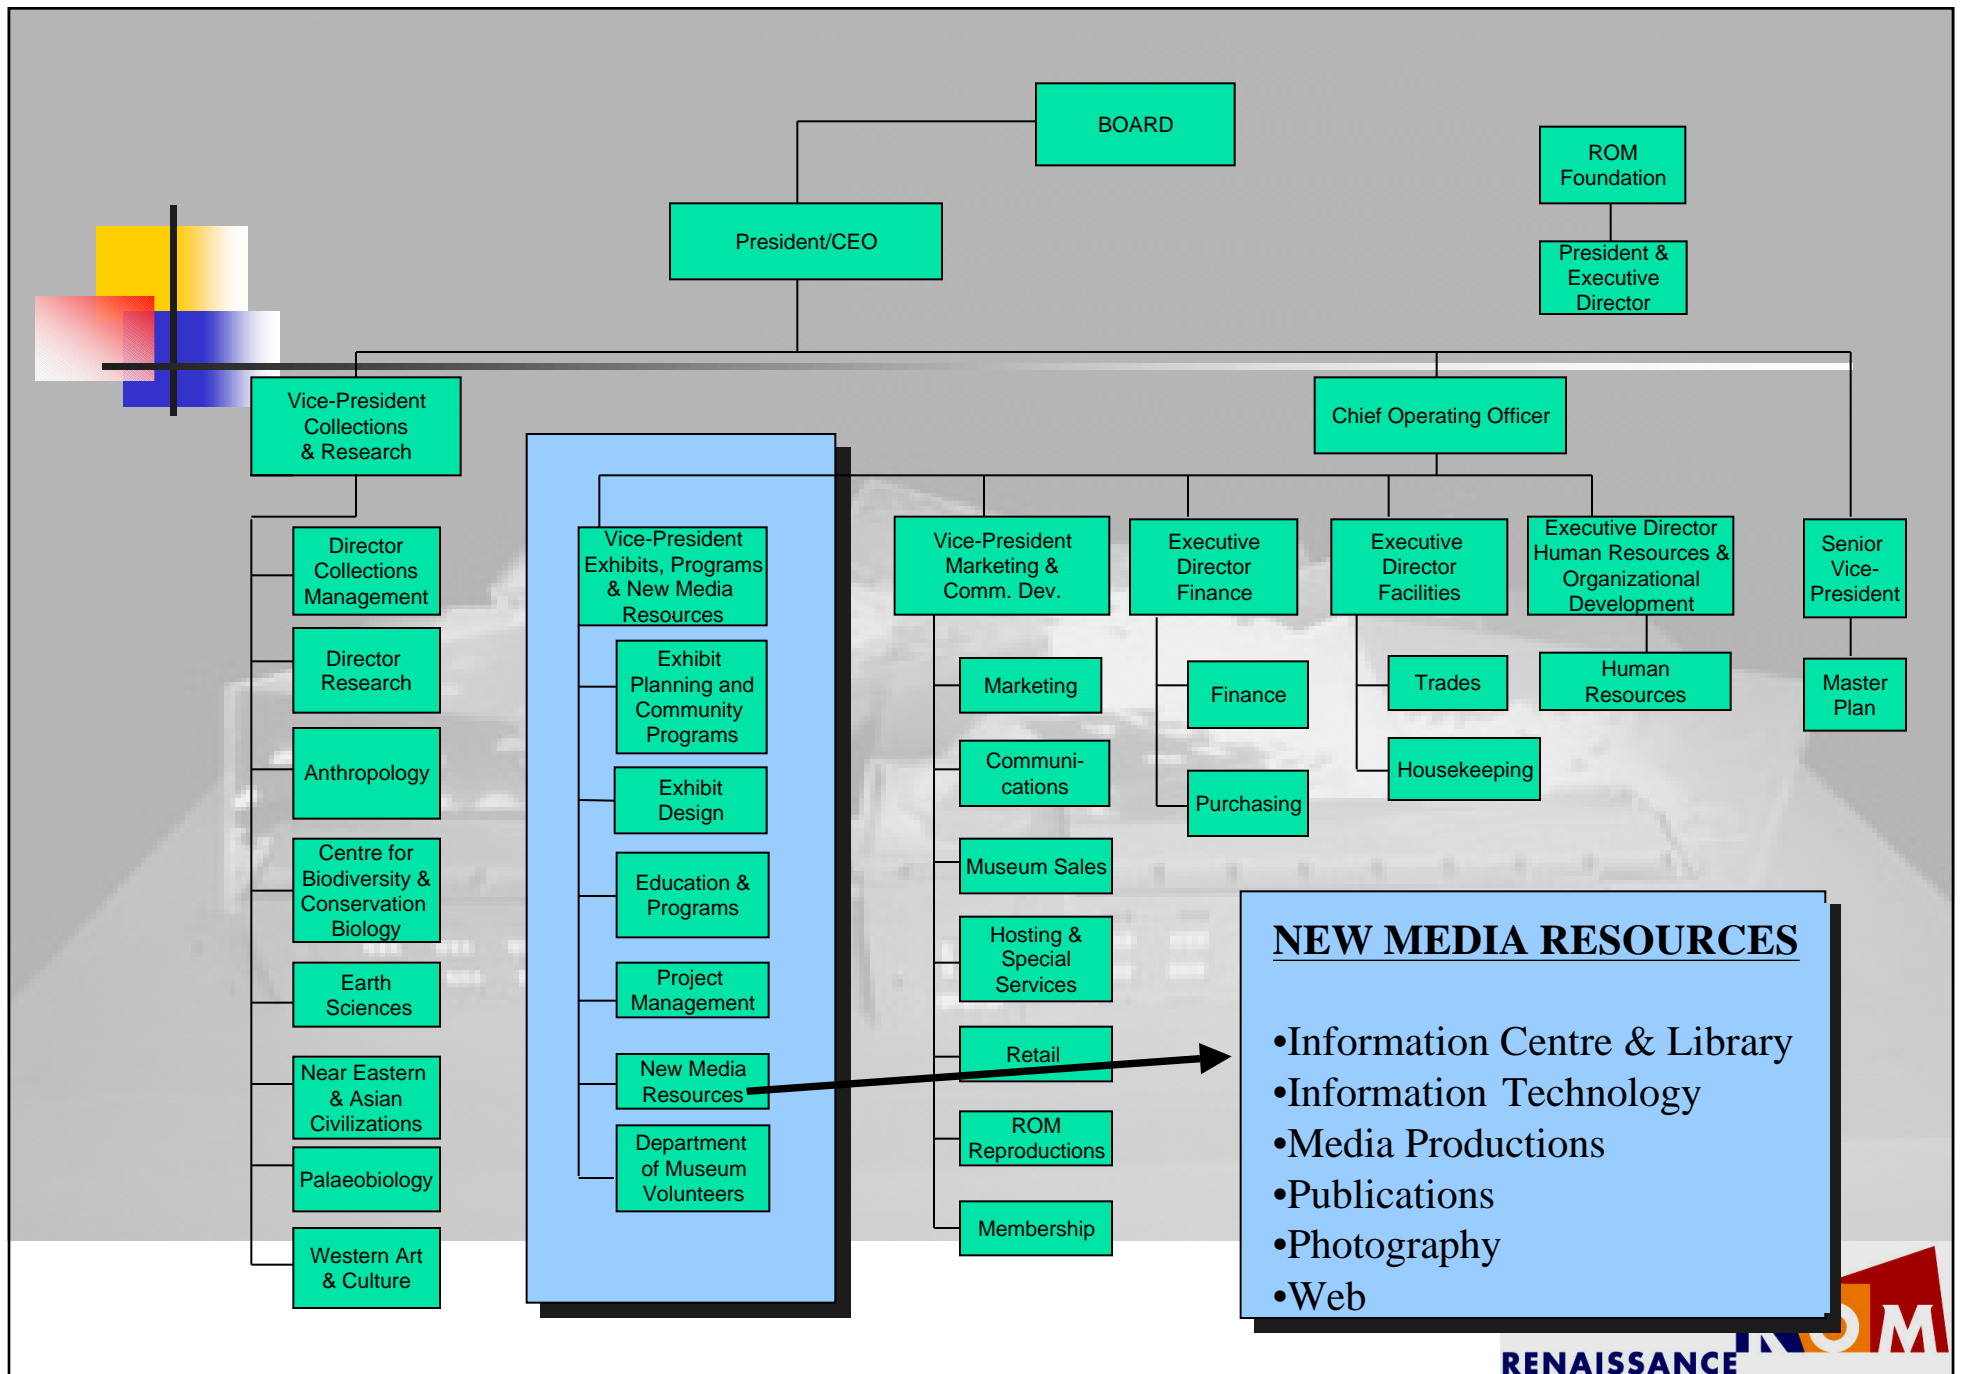 BOARD
ROM
Foundation
President/CEO
President &
Executive
Director
Vice-President
Collections
& Research
Chief Operating Officer
Director
Collections
Management
Director
Research
Anthropology
Centre for
Biodiversity &
Conservation
Biology
Earth
Sciences
Near Eastern
& Asian
Civilizations
Palaeobiology
Western Art
& Culture
Vice-President
Exhibits, Programs
& New Media
Resources
Exhibit
Planning and
Community
Programs
Exhibit
Design
Education &
Programs
Project
Management
New Media
Resources
Department
of Museum
Volunteers
Vice-President
Marketing &
Comm. Dev.
Marketing
Communi-
cations
Museum Sales
Hosting &
Special
Services
Retail
ROM
Reproductions
Membership
Executive
Director
Finance
Finance
Purchasing
Executive
Director
Facilities
Trades
Housekeeping
Executive Director
Human Resources &
Organizational
Development
Human
Resources
Senior
Vice-
President
Master
Plan
NEW MEDIA RESOURCES
•Information Centre & Library
•Information Technology
•Media Productions
•Publications
•Photography
•Web
ROM
RENAISSANCE